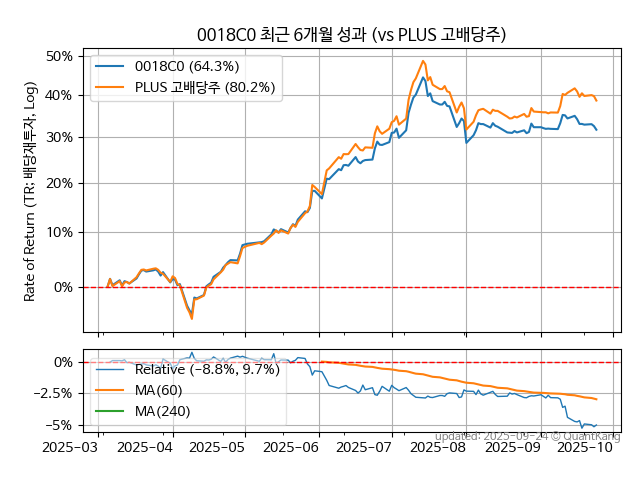 0018C0 최근 6개월 성과 (vs PLUS 고배당주)
Rate of Return (TR: 배당재투자, Log)
50%
40%
30%
20%
10%
0%
0018C0 (64.3%)
PLUS 고배당주 (80.2%)
0%
−2.5%
−5%
Relative (−8.8%, 9.7%)
MA(60)
MA(240)
updated: 2025-09-24 © QuantKang
2025-03 2025-04 2025-05 2025-06 2025-07 2025-08 2025-09 2025-10